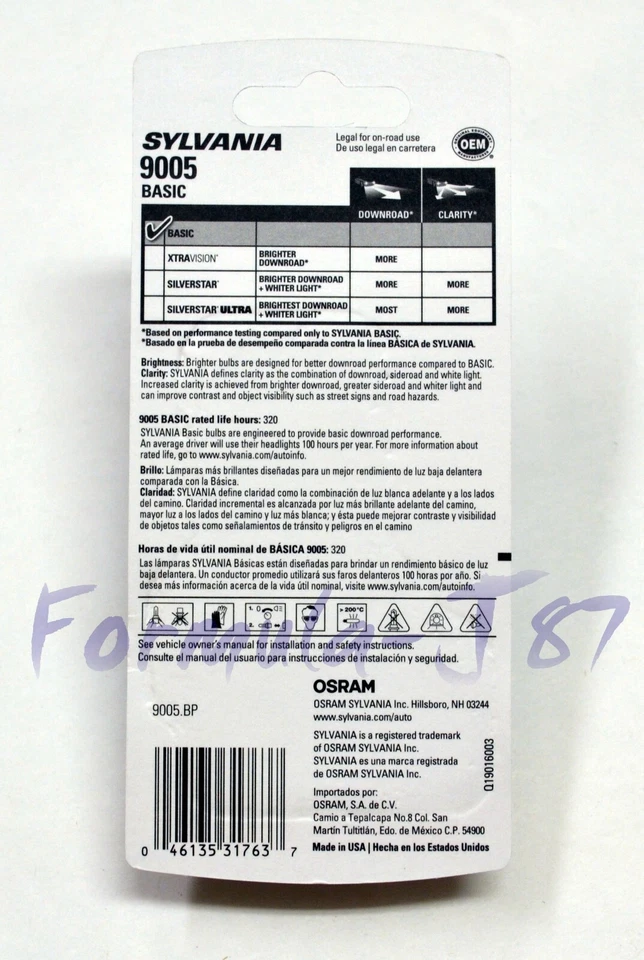 SYLVANIA
9005
BASIC
Legal for on-road use
De uso legal en carretera
ORIGINAL EQUIPMENT
OEM
MANUFACTURER
DOWNROAD* CLARITY*
BASIC
XTRAVISION® BRIGHTER DOWNROAD* MORE
SILVERSTAR® BRIGHTER DOWNROAD + WHITER LIGHT* MORE MORE
SILVERSTAR® ULTRA BRIGHTEST DOWNROAD + WHITER LIGHT* MOST MORE
*Based on performance testing compared only to SYLVANIA BASIC.
*Basado en la prueba de desempeño comparada contra la línea BÁSICA de SYLVANIA.
Brightness: Brighter bulbs are designed for better downroad performance compared to BASIC.
Clarity: SYLVANIA defines clarity as the combination of downroad, sideroad and white light.
Increased clarity is achieved from brighter downroad, greater sideroad and whiter light and
can improve contrast and object visibility such as street signs and road hazards.
9005 BASIC rated life hours: 320
SYLVANIA Basic bulbs are engineered to provide basic downroad performance.
An average driver will use their headlights 100 hours per year. For more information about
rated life, go to www.sylvania.com/autoinfo.
Brillo: Lámparas más brillantes diseñadas para un mejor rendimiento de luz baja delantera
comparada con la Básica.
Claridad: SYLVANIA define claridad como la combinación de luz blanca adelante y a los lados
del camino. Claridad incremental es alcanzada por luz más brillante adelante del camino,
mayor luz a los lados del camino y luz más blanca; y ésta puede mejorar contraste y visibilidad
de objetos tales como señalamientos de tránsito y peligros en el camino
Horas de vida útil nominal de BÁSICA 9005: 320
Las lámparas SYLVANIA Básicas están diseñadas para brindar un rendimiento básico de luz
baja delantera. Un conductor promedio utilizará sus faros delanteros 100 horas por año. Si
desea más información acerca de la vida útil nominal, visite www.sylvania.com/autoinfo.
1. 0
2.
>200°C
Formula-J87
See vehicle owner's manual for installation and safety instructions.
Consulte el manual del usuario para instrucciones de instalación y seguridad.
OSRAM
OSRAM SYLVANIA Inc. Hillsboro, NH 03244
www.sylvania.com/auto
9005.BP
SYLVANIA is a registered trademark
of OSRAM SYLVANIA Inc.
SYLVANIA es una marca registrada
de OSRAM SYLVANIA Inc.
Q19016003
Importados por:
OSRAM, S.A. de C.V.
Camio a Tepalcapa No.8 Col. San
Martín Tultitlán, Edo. de México C.P. 54900
Made in USA | Hecha en los Estados Unidos
0 46135 31763 7